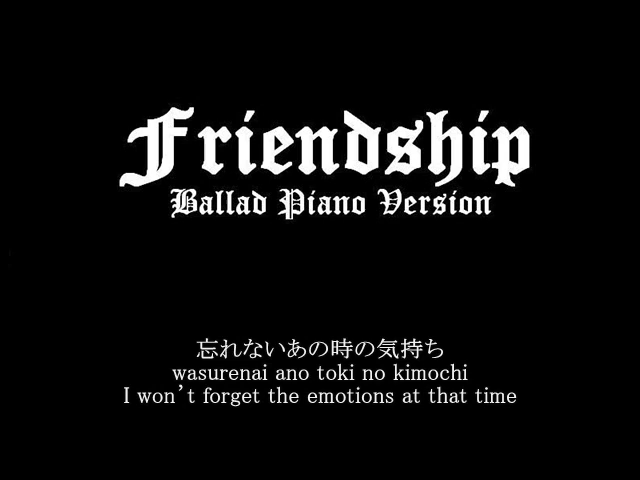 Friendship
Ballad Piano Version
忘れないあの時の気持ち
wasurenai ano toki no kimochi
I won't forget the emotions at that time